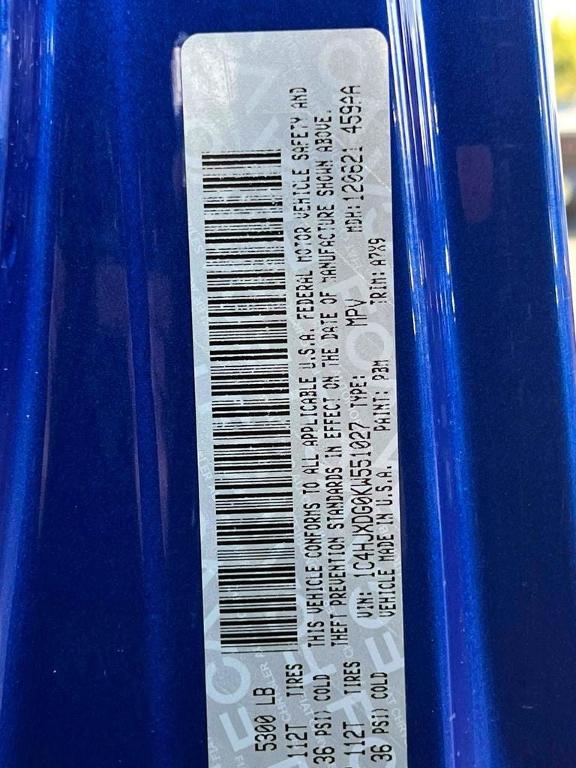 5300 LB
112T TIRES
36 PSI) COLD
THIS VEHICLE CONFORMS TO ALL APPLICABLE U.S.A. FEDERAL MOTOR VEHICLE SAFETY AND
THEFT PREVENTION STANDARDS IN EFFECT ON THE DATE OF MANUFACTURE SHOWN ABOVE.
112T TIRES
VIN: 1C4HJXDG0KW551027 TYPE: MPV MDH: 120621 459AA
36 PSI) COLD
VEHICLE MADE IN U.S.A. PAINT: PBM TRIM: A7X9